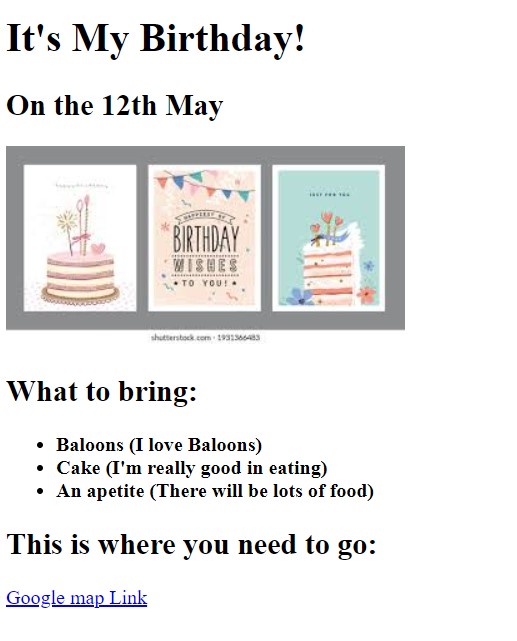 It's My Birthday!
On the 12th May
HAPPIEST OF
BIRTHDAY
WISHES
• TO YOU! •
JUST FOR YOU
shutterstock.com · 1931366483
What to bring:
• Baloons (I love Baloons)
• Cake (I'm really good in eating)
• An apetite (There will be lots of food)
This is where you need to go:
Google map Link